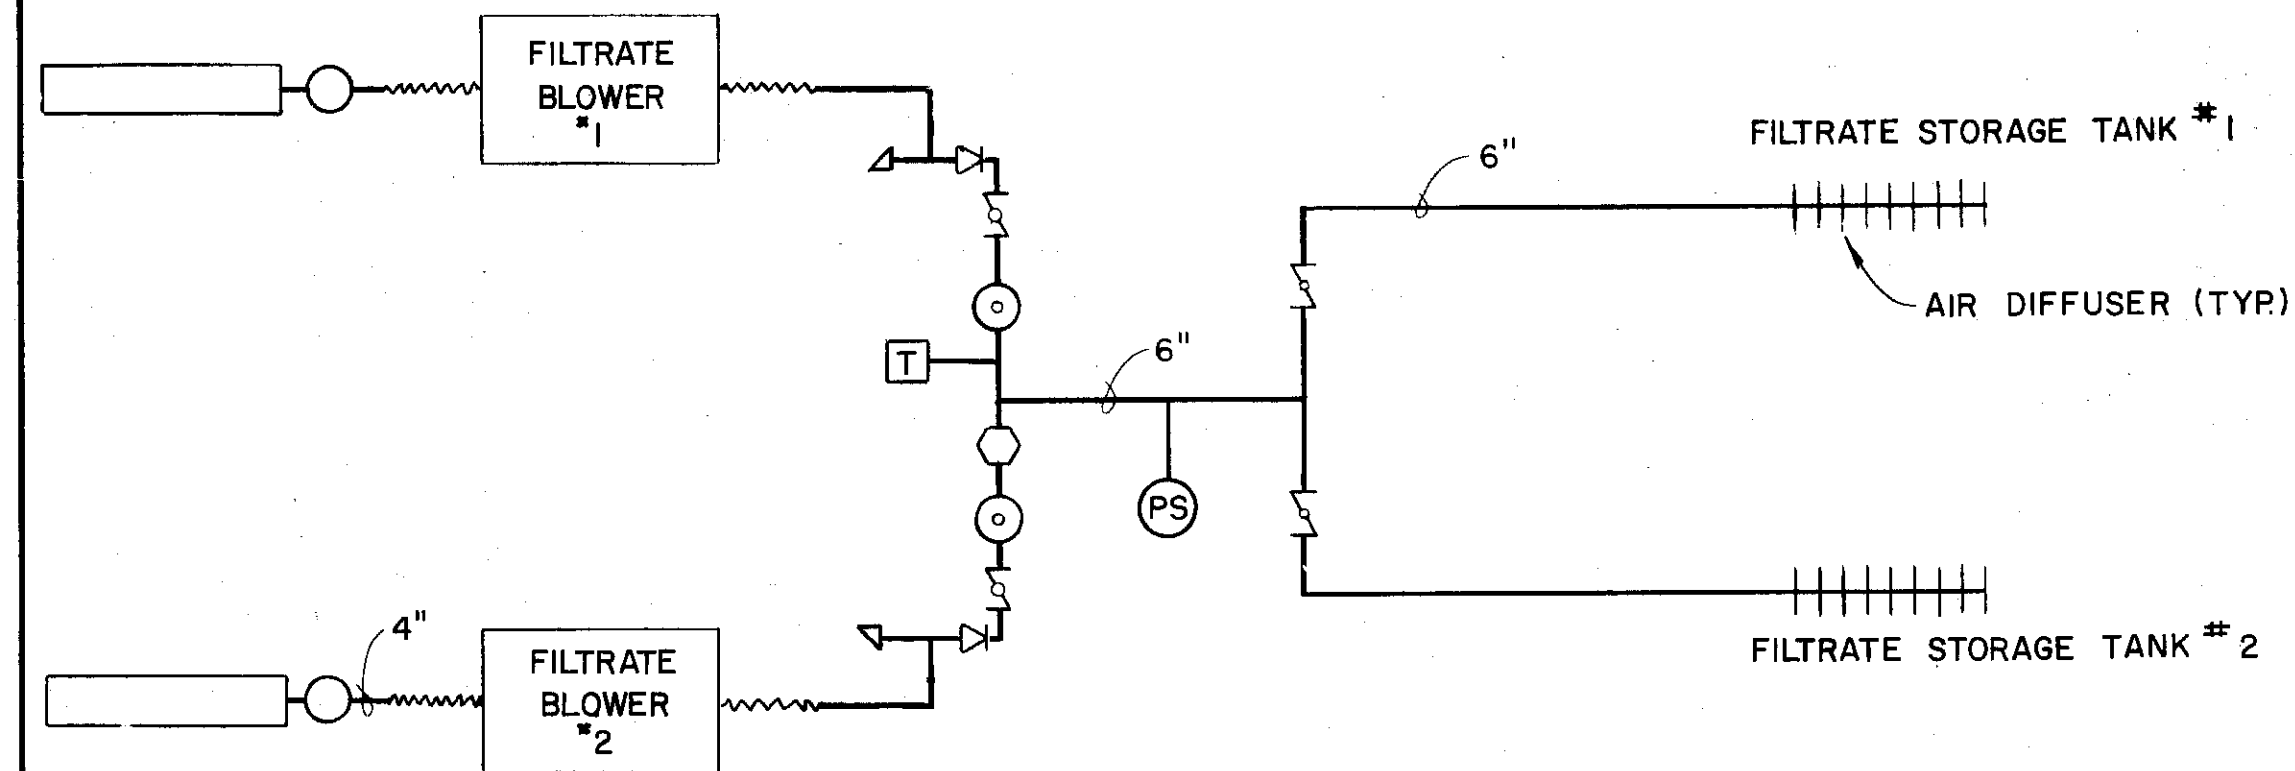 FILTRATE
BLOWER
#1
FILTRATE STORAGE TANK #1
6"
AIR DIFFUSER (TYP.)
T
6"
PS
4"
FILTRATE
BLOWER
#2
FILTRATE STORAGE TANK #2